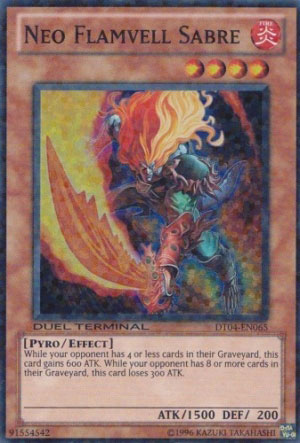 NEO FLAMVELL SABRE
FIRE
炎
DUEL TERMINAL DT04-EN065
[PYRO/EFFECT]
While your opponent has 4 or less cards in their Graveyard, this
card gains 600 ATK. While your opponent has 8 or more cards in
their Graveyard, this card loses 300 ATK.
ATK/1500 DEF/ 200
91554542 ©1996 KAZUKI TAKAHASHI